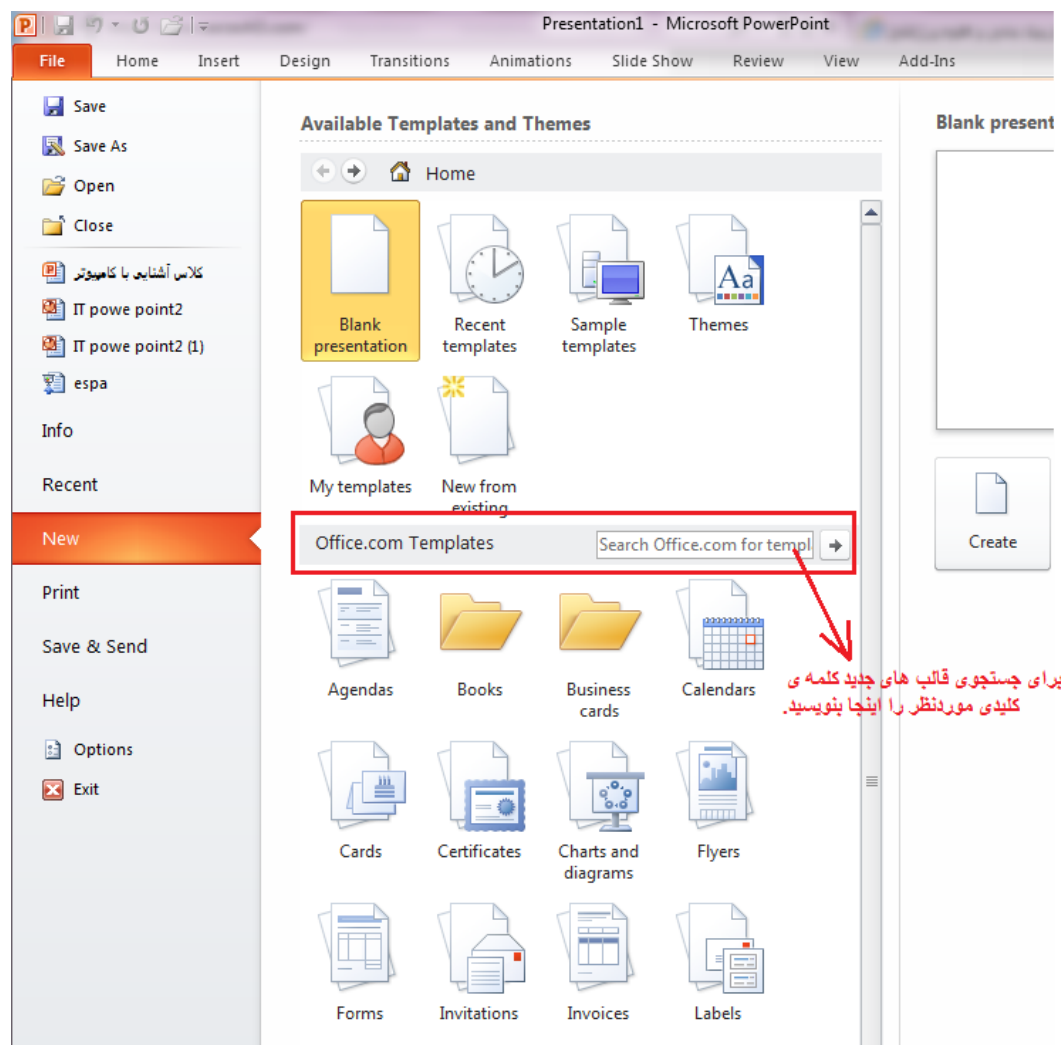 Presentation1 - Microsoft PowerPoint
File Home Insert Design Transitions Animations Slide Show Review View Add-Ins
Save
Save As
Open
Close
کلاس آشنایی با کامپیوتر
IT powe point2
IT powe point2 (1)
espa
Info
Recent
New
Print
Save & Send
Help
Options
Exit
Available Templates and Themes
Home
Blank presentation
Recent templates
Sample templates
Themes
My templates
New from existing
Office.com Templates
Search Office.com for templ
Agendas
Books
Business cards
Calendars
Cards
Certificates
Charts and diagrams
Flyers
Forms
Invitations
Invoices
Labels
Blank present
Create
برای جستجوی قالب های جدید کلمه ی
کلیدی موردنظر را اینجا بنویسید.